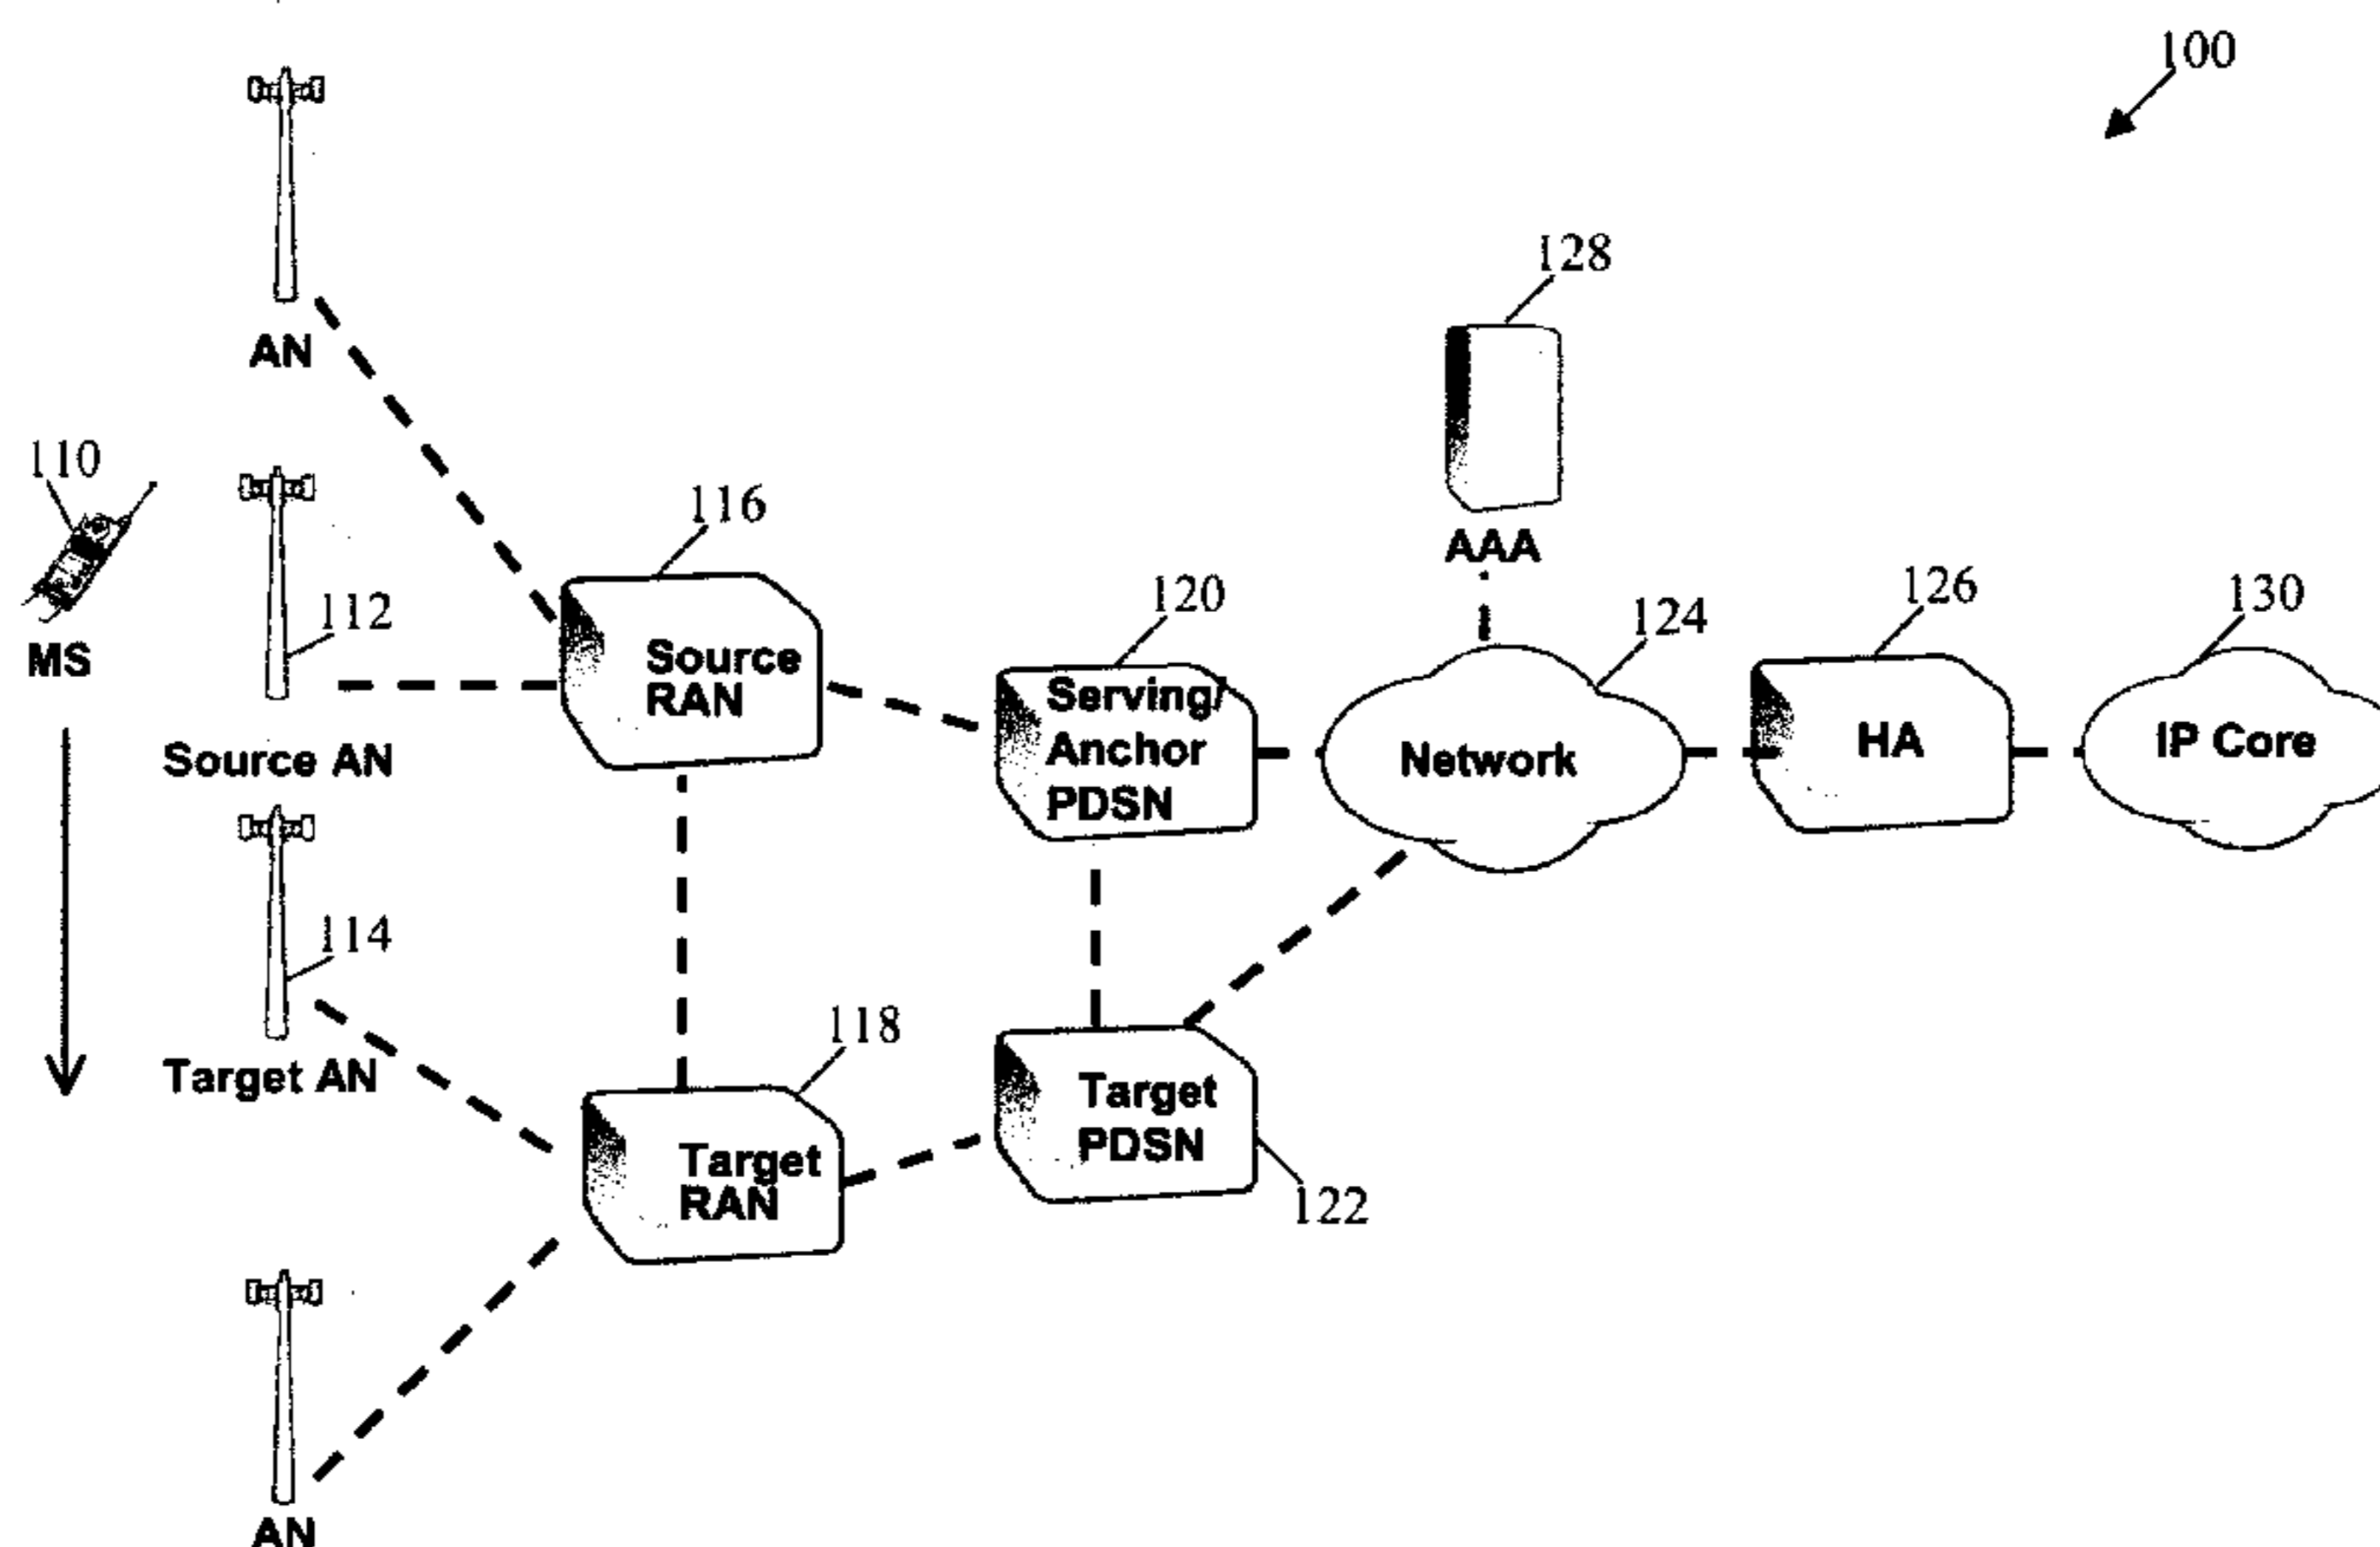 100
AN
128
110
116
AAA
112
MS
Source
RAN
120
Serving/
Anchor
PDSN
124
Network
126
HA
130
IP Core
Source AN
114
Target AN
118
Target
RAN
Target
PDSN
122
AN